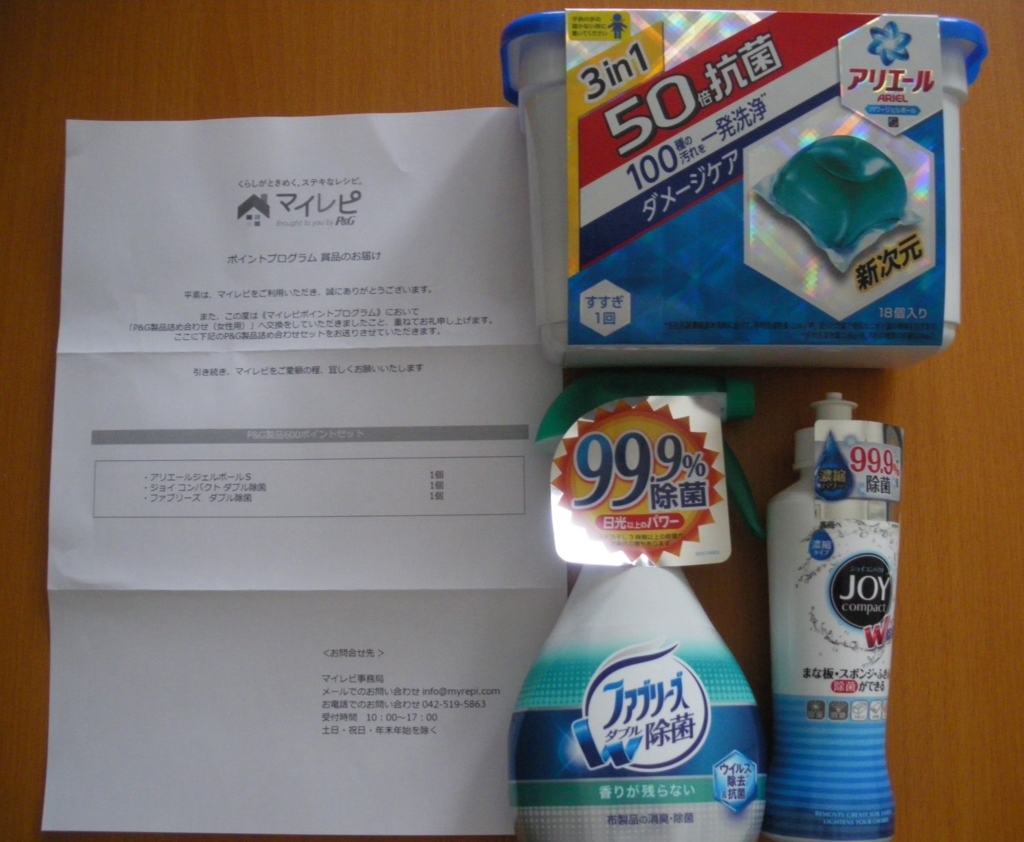 くらしがときめく、ステキなレシピ。
マイレピ
brought to you by P&G
ポイントプログラム 賞品のお届け
平素は、マイレピをご利用いただき、誠にありがとうございます。
また、この度は《マイレピポイントプログラム》において
「P&G製品詰め合わせ（女性用）」へ交換をしていただきましたこと、重ねてお礼申し上げます。
ここに下記のP&G製品詰め合わせセットをお送りさせていただきます。
引き続き、マイレピをご愛顧の程、宜しくお願いいたします
P&G製品600ポイントセット
・アリエールジェルボールS 1個
・ジョイ コンパクト ダブル除菌 1個
・ファブリーズ ダブル除菌 1個
＜お問合せ先＞
マイレピ事務局
メールでのお問い合わせ info@myrepi.com
お電話でのお問い合わせ 042-519-5863
受付時間 10：00～17：00
土日・祝日・年末年始を除く
3in1
50倍抗菌
100種の汚れを一発洗浄
ダメージケア
アリエール
ARIEL
パワージェルボール
新次元
すすぎ
1回
18個入り
99.9%
除菌
日光以上のパワー
ファブリーズ
ダブル
W除菌
香りが残らない
布製品の消臭・除菌
ウイルス
除去
&抗菌
濃縮
99.9%
除菌
濃縮
タイプ
ジョイコンパクト
JOY
compact
W
まな板・スポンジ・ふき
除菌ができる